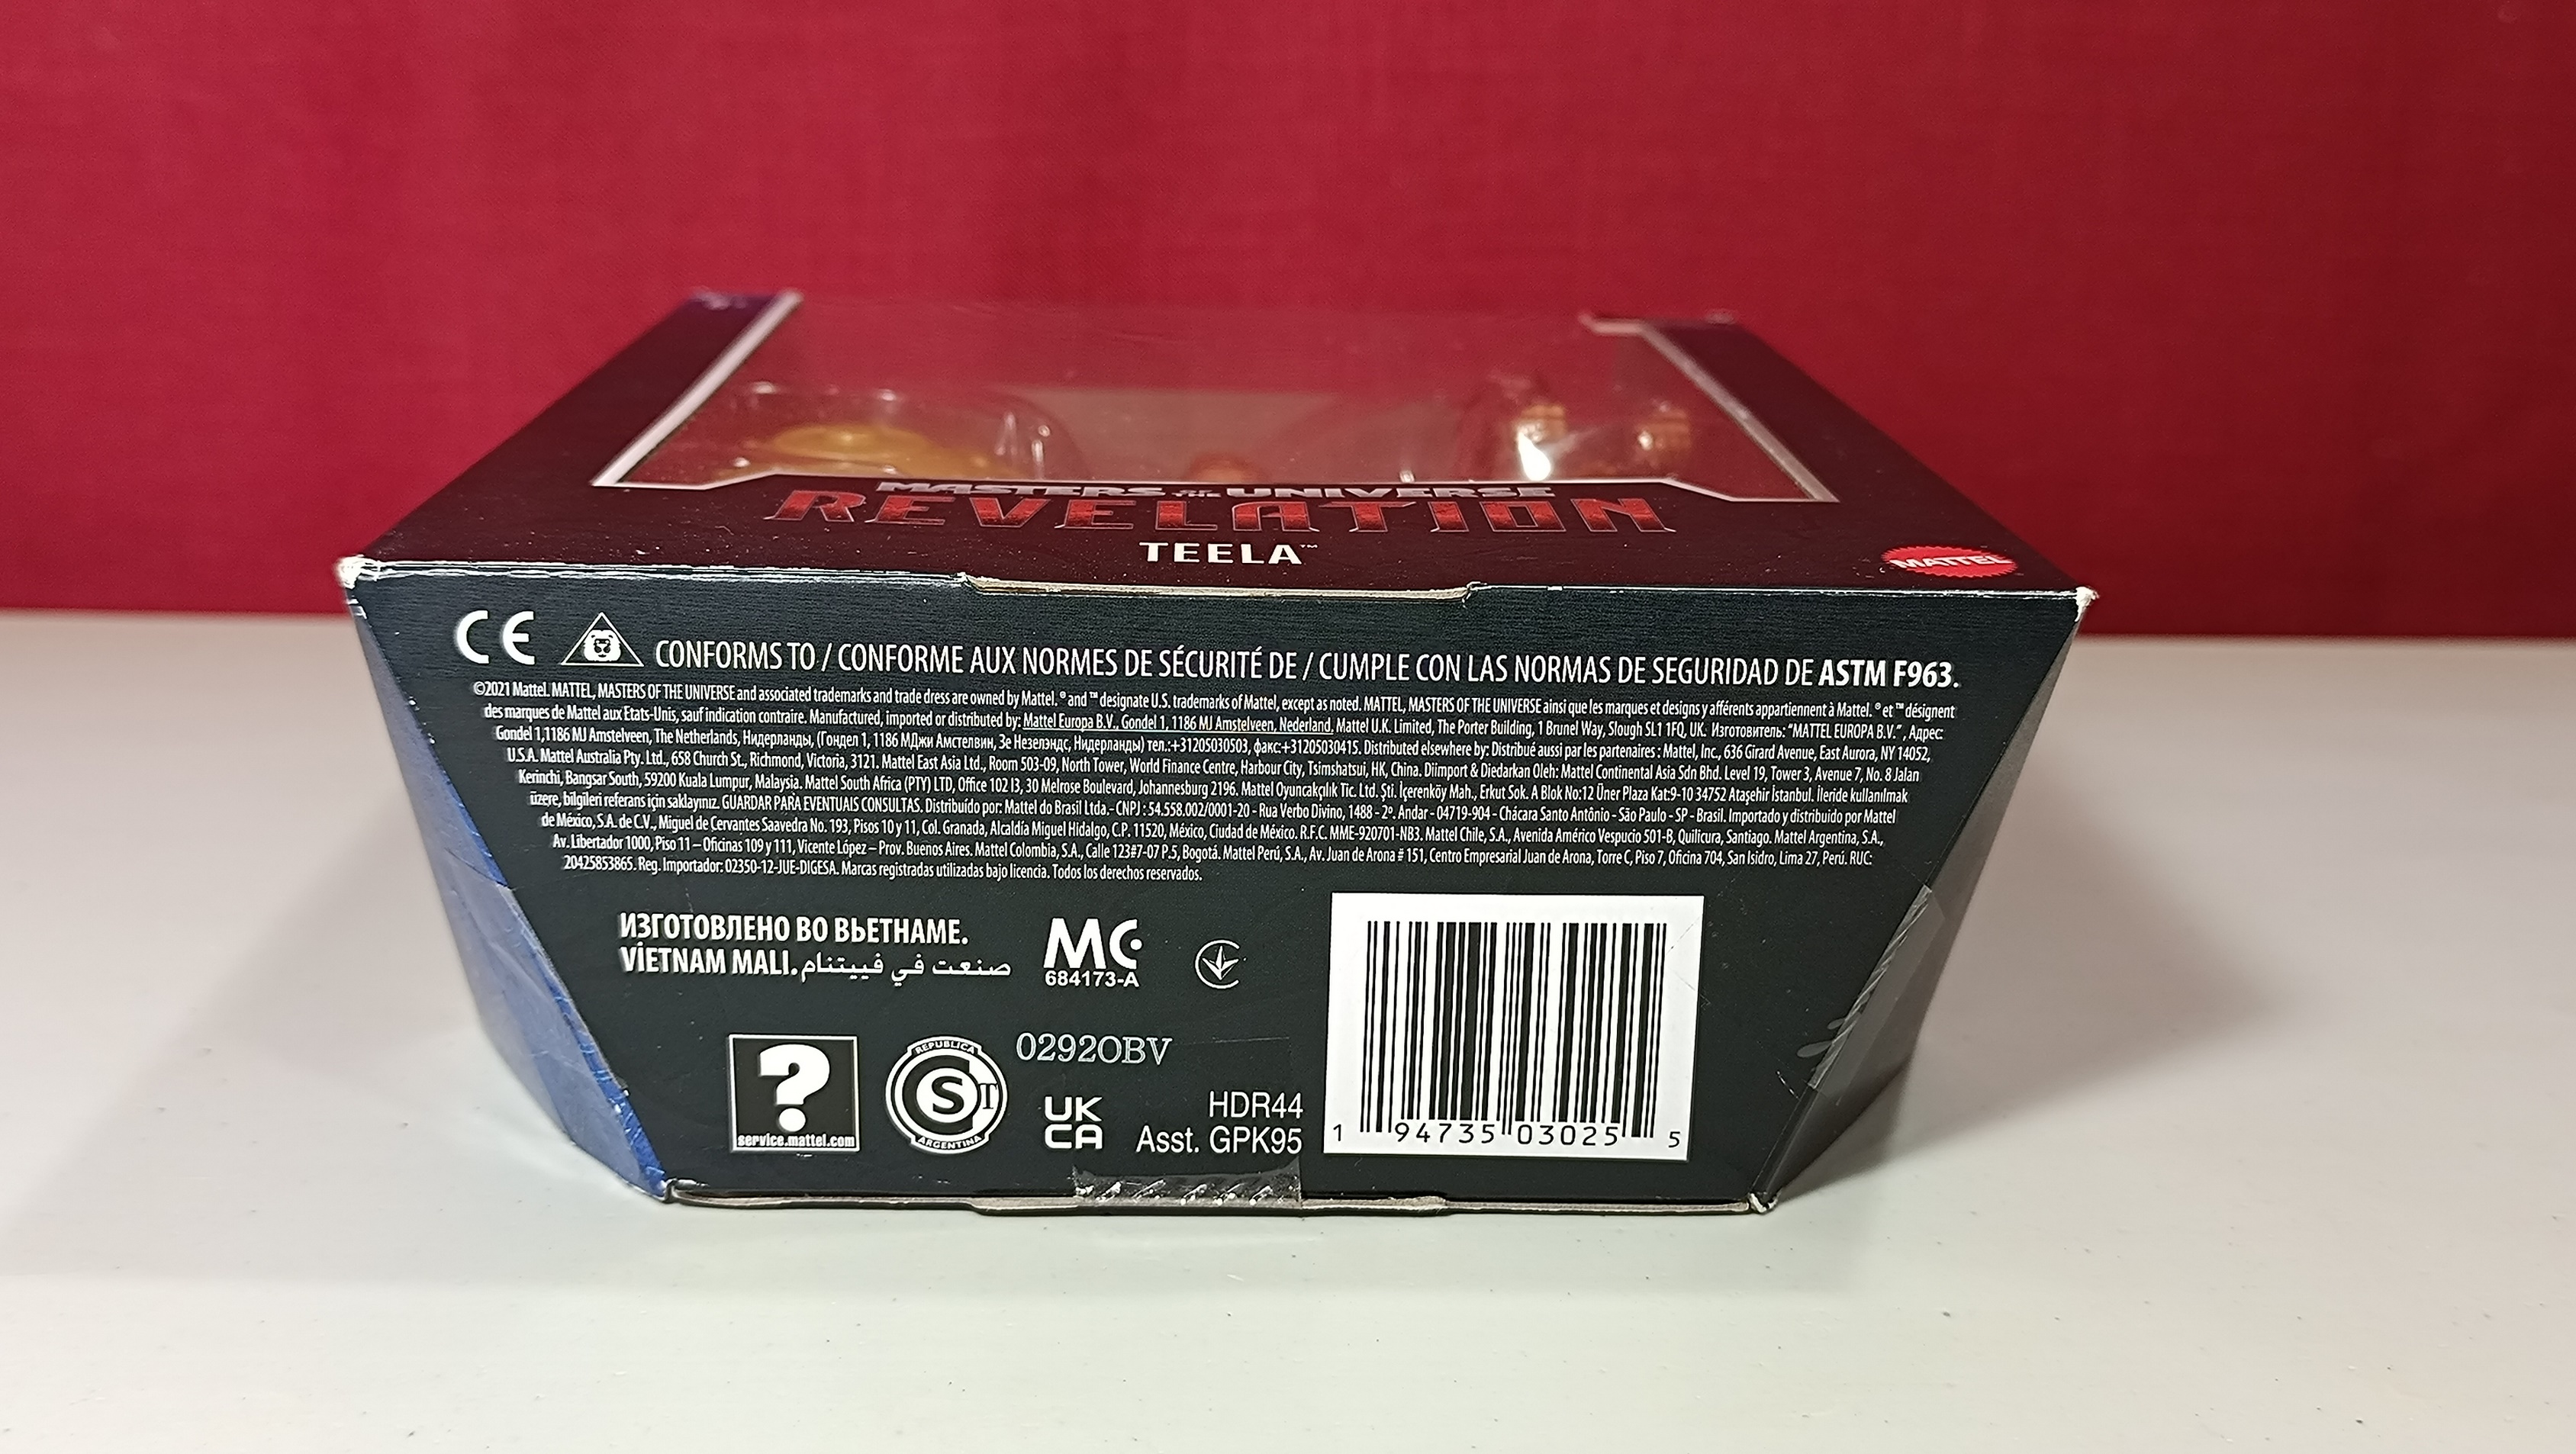 MASTERS OF THE UNIVERSE
REVELATION
TEELA™
MATTEL
CE
CONFORMS TO / CONFORME AUX NORMES DE SÉCURITÉ DE / CUMPLE CON LAS NORMAS DE SEGURIDAD DE ASTM F963.
©2021 Mattel. MATTEL, MASTERS OF THE UNIVERSE and associated trademarks and trade dress are owned by Mattel. ® and ™ designate U.S. trademarks of Mattel, except as noted. MATTEL, MASTERS OF THE UNIVERSE ainsi que les marques et designs y afférents appartiennent à Mattel. ® et ™ désignent
des marques de Mattel aux Etats-Unis, sauf indication contraire. Manufactured, imported or distributed by: Mattel Europa B.V., Gondel 1, 1186 MJ Amstelveen, Nederland. Mattel U.K. Limited, The Porter Building, 1 Brunel Way, Slough SL1 1FQ, UK. Изготовитель: “MATTEL EUROPA B.V.” , Адрес:
Gondel 1,1186 MJ Amstelveen, The Netherlands, Нидерланды, (Гондел 1, 1186 МДжи Амстелвин, Зе Незелэндс, Нидерланды) тел.:+31205030503, факс:+31205030415. Distributed elsewhere by: Distribué aussi par les partenaires : Mattel, Inc., 636 Girard Avenue, East Aurora, NY 14052,
U.S.A. Mattel Australia Pty. Ltd., 658 Church St., Richmond, Victoria, 3121. Mattel East Asia Ltd., Room 503-09, North Tower, World Finance Centre, Harbour City, Tsimshatsui, HK, China. Diimport & Diedarkan Oleh: Mattel Continental Asia Sdn Bhd. Level 19, Tower 3, Avenue 7, No. 8 Jalan
Kerinchi, Bangsar South, 59200 Kuala Lumpur, Malaysia. Mattel South Africa (PTY) LTD, Office 102 I3, 30 Melrose Boulevard, Johannesburg 2196. Mattel Oyuncakçılık Tic. Ltd. Şti. İçerenköy Mah., Erkut Sok. A Blok No:12 Üner Plaza Kat:9-10 34752 Ataşehir İstanbul. İleride kullanılmak
üzere, bilgileri referans için saklayınız. GUARDAR PARA EVENTUAIS CONSULTAS. Distribuído por: Mattel do Brasil Ltda.- CNPJ : 54.558.002/0001-20 - Rua Verbo Divino, 1488 - 2º. Andar - 04719-904 - Chácara Santo Antônio - São Paulo - SP - Brasil. Importado y distribuido por Mattel
de México, S.A. de C.V., Miguel de Cervantes Saavedra No. 193, Pisos 10 y 11, Col. Granada, Alcaldía Miguel Hidalgo, C.P. 11520, México, Ciudad de México. R.F.C. MME-920701-NB3. Mattel Chile, S.A., Avenida Américo Vespucio 501-B, Quilicura, Santiago. Mattel Argentina, S.A.,
Av. Libertador 1000, Piso 11 – Oficinas 109 y 111, Vicente López – Prov. Buenos Aires. Mattel Colombia, S.A., Calle 123#7-07 P.5, Bogotá. Mattel Perú, S.A., Av. Juan de Arona # 151, Centro Empresarial Juan de Arona, Torre C, Piso 7, Oficina 704, San Isidro, Lima 27, Perú. RUC:
20425853865. Reg. Importador: 02350-12-JUE-DIGESA. Marcas registradas utilizadas bajo licencia. Todos los derechos reservados.
ИЗГОТОВЛЕНО ВО ВЬЕТНАМЕ.
VİETNAM MALI. صنعت في فييتنام
MC
684173-A
?
service.mattel.com
REPUBLICA
S
ARGENTINA
0292OBV
UK
CA
HDR44
Asst. GPK95
1 94735 03025 5